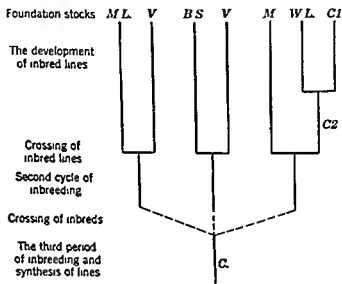 Foundation stocks M L. V B S V M W L. C1
The development
of inbred lines
C2
Crossing of
inbred lines
Second cycle of
inbreeding
Crossing of inbreds
The third period
of inbreeding and
synthesis of lines
C.